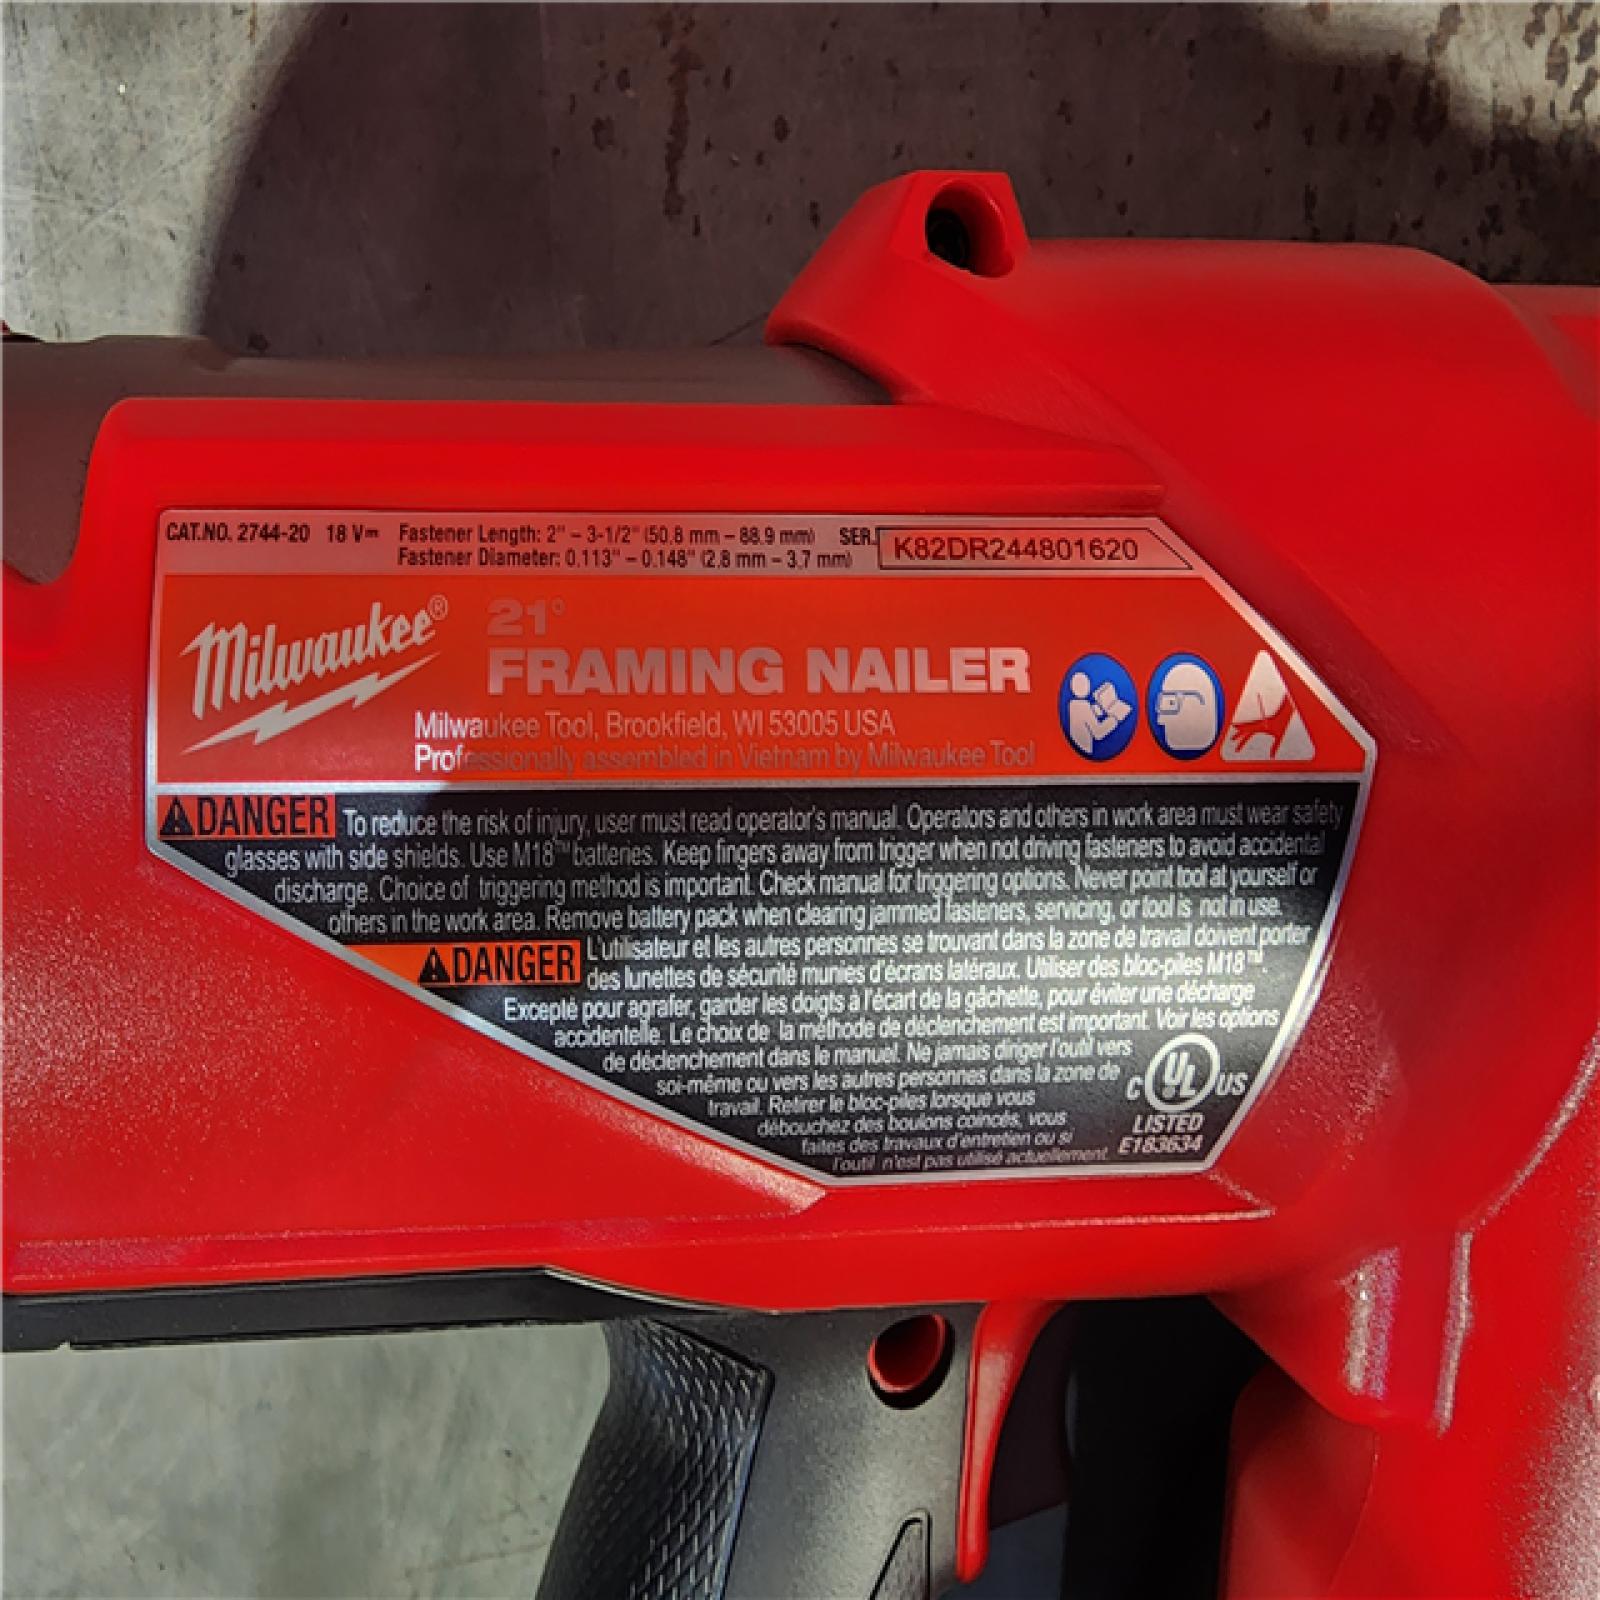 CAT.NO. 2744-20 18 V⎓ Fastener Length: 2" – 3-1/2" (50.8 mm – 88.9 mm) SER. K82DR244801620
Fastener Diameter: 0.113" – 0.148" (2.8 mm – 3.7 mm)
Milwaukee®
21°
FRAMING NAILER
Milwaukee Tool, Brookfield, WI 53005 USA
Professionally assembled in Vietnam by Milwaukee Tool
DANGER To reduce the risk of injury, user must read operator's manual. Operators and others in work area must wear safety
glasses with side shields. Use M18™ batteries. Keep fingers away from trigger when not driving fasteners to avoid accidental
discharge. Choice of triggering method is important. Check manual for triggering options. Never point tool at yourself or
others in the work area. Remove battery pack when clearing jammed fasteners, servicing, or tool is not in use.
DANGER L'utilisateur et les autres personnes se trouvant dans la zone de travail doivent porter
des lunettes de sécurité munies d'écrans latéraux. Utiliser des bloc-piles M18™.
Excepté pour agrafer, garder les doigts à l'écart de la gâchette, pour éviter une décharge
accidentelle. Le choix de la méthode de déclenchement est important. Voir les options
de déclenchement dans le manuel. Ne jamais diriger l'outil vers
soi-même ou vers les autres personnes dans la zone de
travail. Retirer le bloc-piles lorsque vous
débouchez des boulons coincés, vous
faites des travaux d'entretien ou si
l'outil n'est pas utilisé actuellement.
C UL US
LISTED
E183634